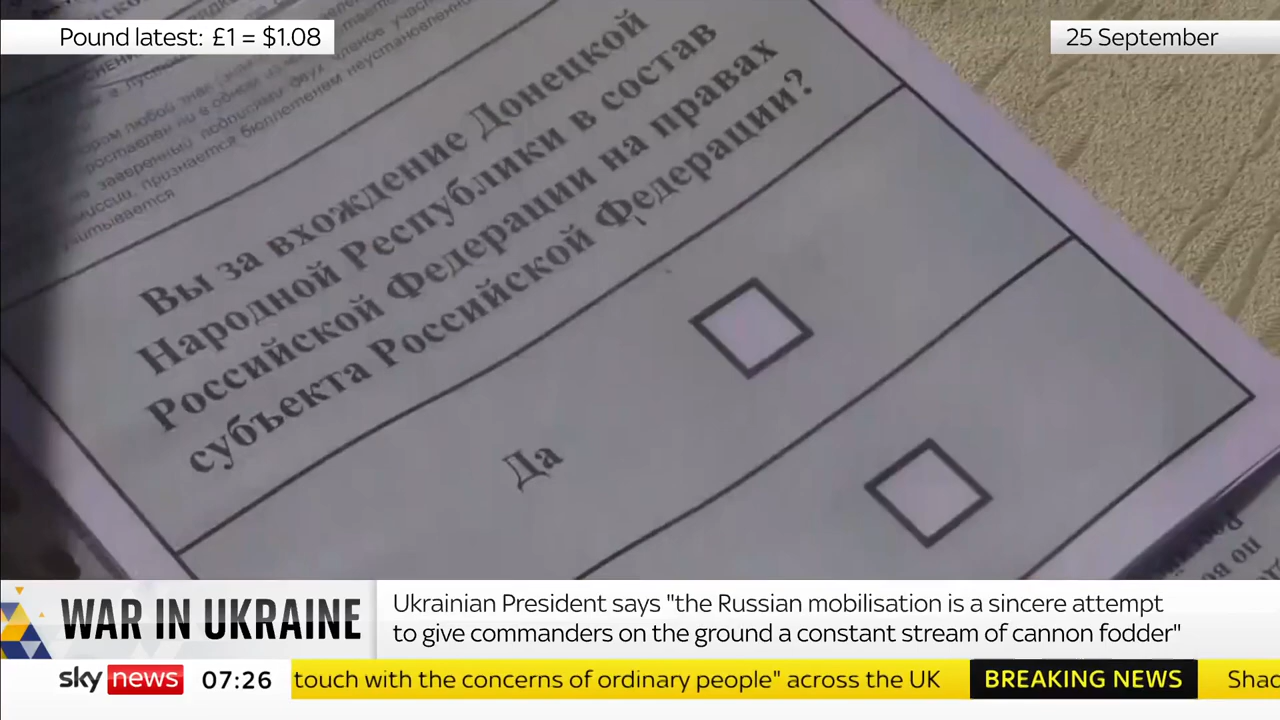 Pound latest: £1 = $1.08
25 September
Вы за вхождение Донецкой
Народной Республики в состав
Российской Федерации на правах
субъекта Российской Федерации?
Да
WAR IN UKRAINE
Ukrainian President says "the Russian mobilisation is a sincere attempt
to give commanders on the ground a constant stream of cannon fodder"
sky news 07:26 touch with the concerns of ordinary people" across the UK BREAKING NEWS